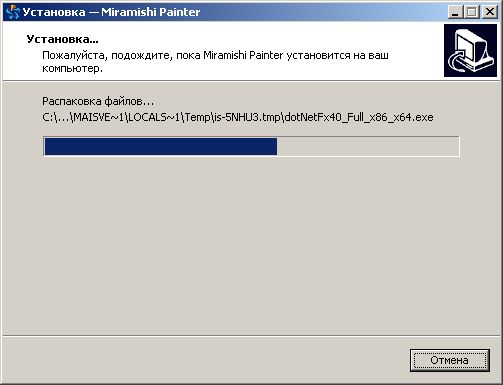 Установка — Miramishi Painter
Установка...
Пожалуйста, подождите, пока Miramishi Painter установится на ваш
компьютер.
Распаковка файлов...
C:\...\MAISVE~1\LOCALS~1\Temp\is-5NHU3.tmp\dotNetFx40_Full_x86_x64.exe
Отмена